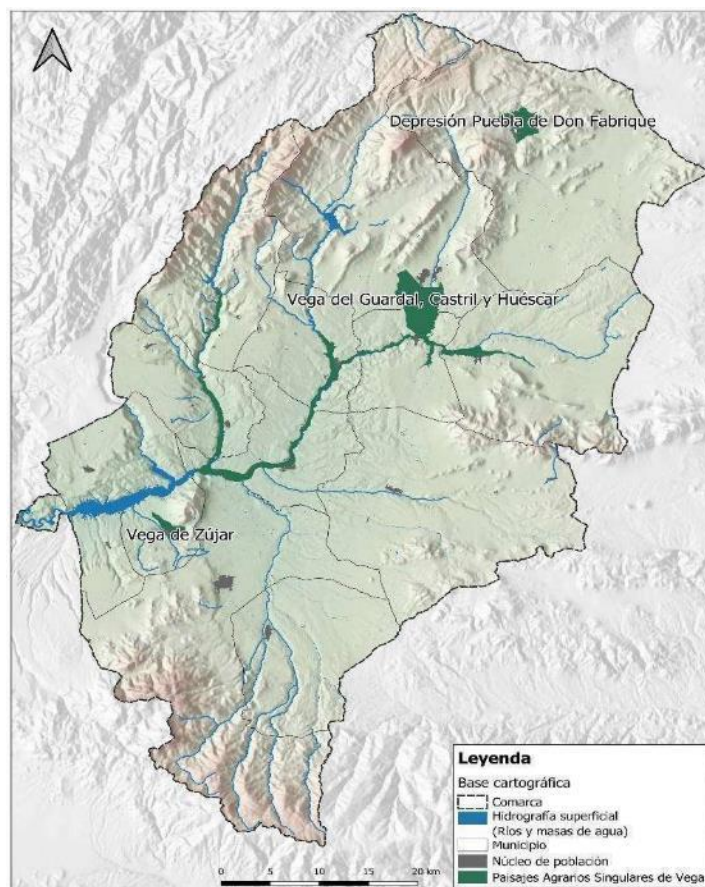 Depresión Puebla de Don Fabrique
Vega del Guardal, Castril y Huéscar
Vega de Zújar
Leyenda
Base cartográfica
Comarca
Hidrografía superficial
(Ríos y masas de agua)
Municipio
Núcleo de población
Paisajes Agrarios Singulares de Vega
0 5 10 15 20 km